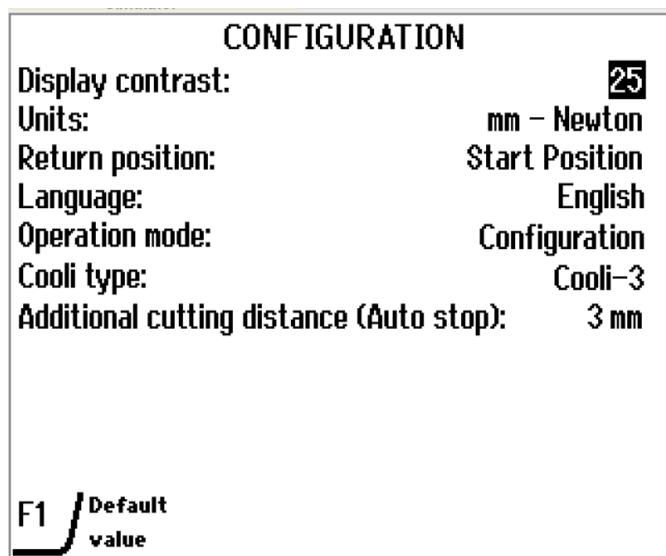 CONFIGURATION
Display contrast: 25
Units: mm – Newton
Return position: Start Position
Language: English
Operation mode: Configuration
Cooli type: Cooli-3
Additional cutting distance (Auto stop): 3 mm
F1 Default
value